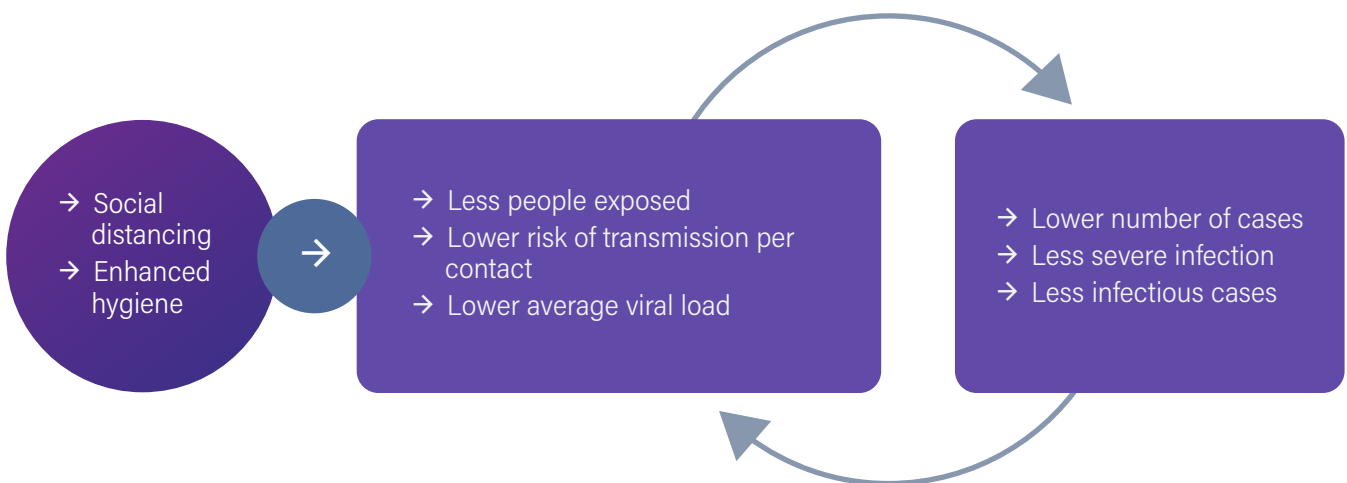 → Social
distancing
→ Enhanced
hygiene
→
→ Less people exposed
→ Lower risk of transmission per
contact
→ Lower average viral load
→ Lower number of cases
→ Less severe infection
→ Less infectious cases